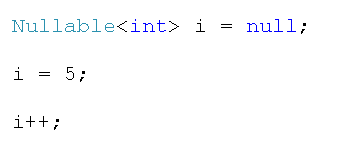 Nullable<int> i = null;
i = 5;
i++;